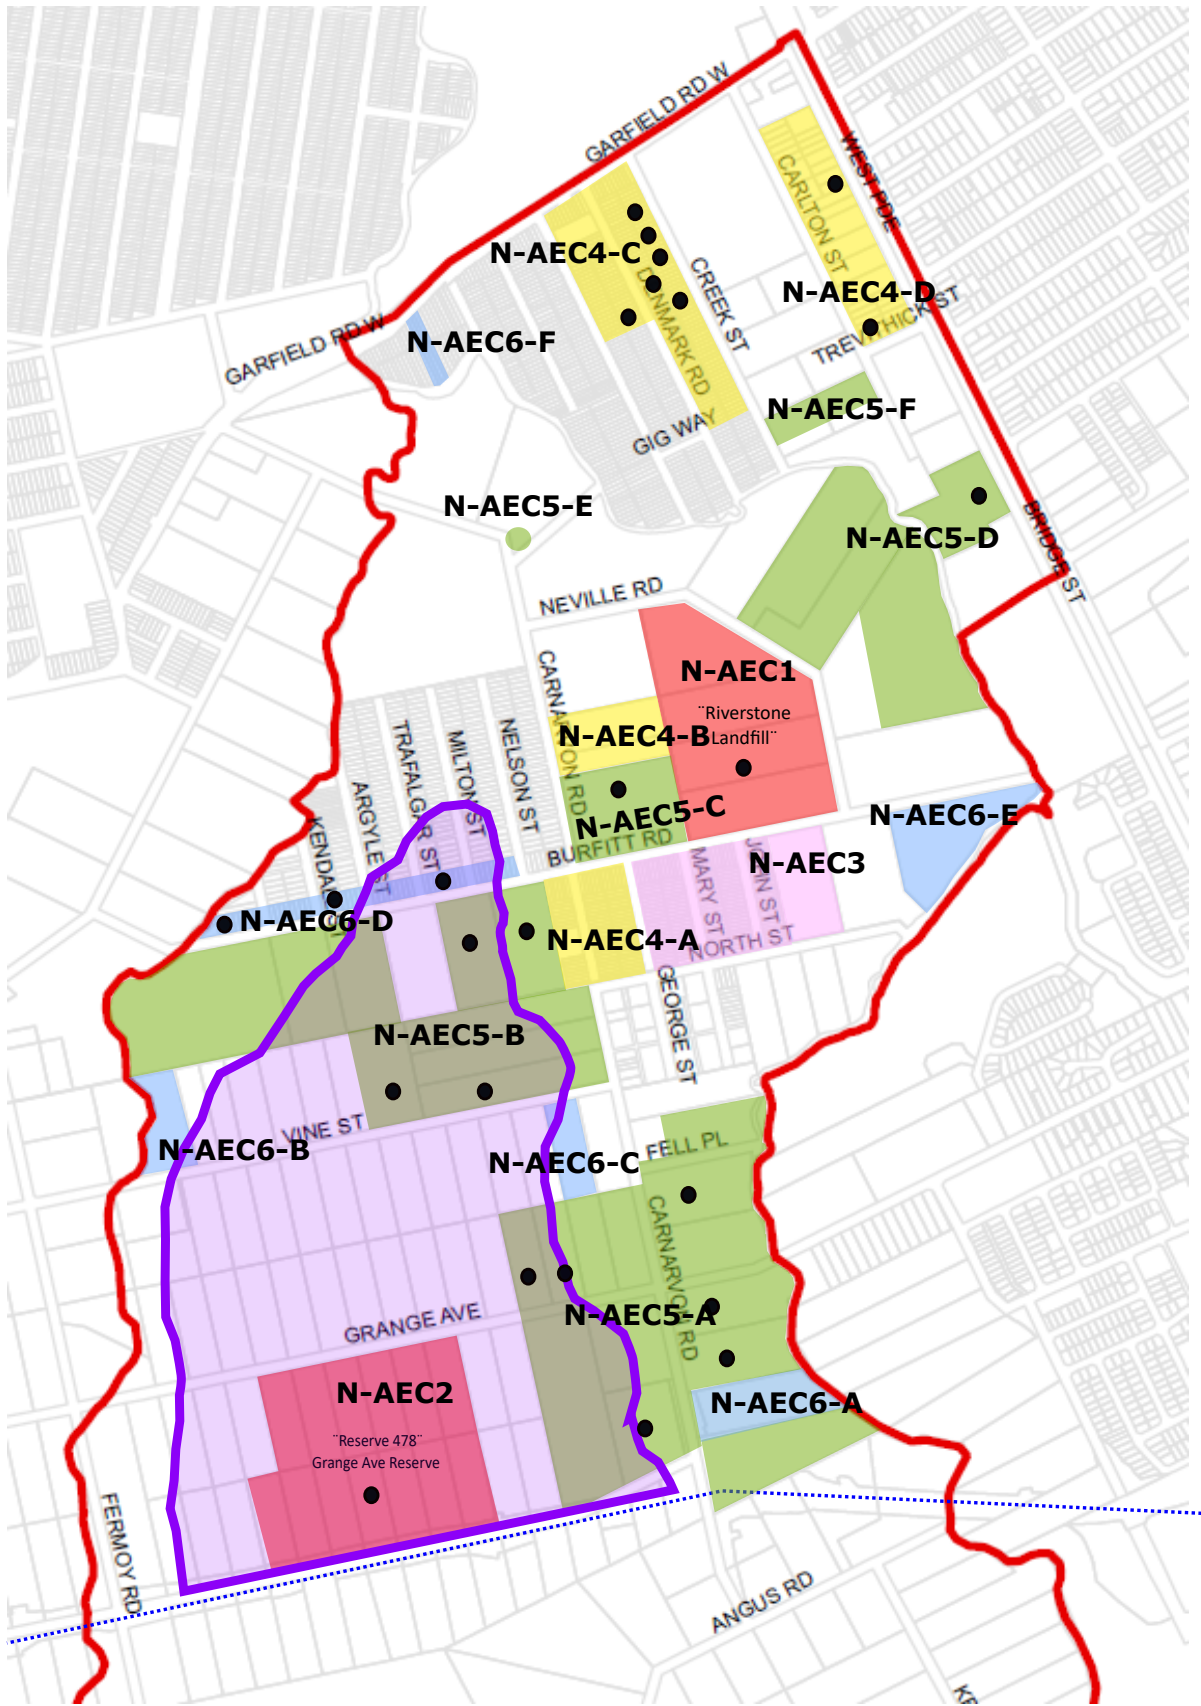 GARFIELD RD W
WEST PDE
CARLTON ST
N-AEC4-C
CREEK ST
DENMARK RD
N-AEC4-D
TREVITHICK ST
GARFIELD RD W
N-AEC6-F
N-AEC5-F
GIG WAY
N-AEC5-E
N-AEC5-D
BRIDGE ST
NEVILLE RD
N-AEC1
¨Riverstone
Landfill¨
CARNARVON RD
N-AEC4-B
NELSON ST
MILTON ST
TRAFALGAR ST
ARGYLE ST
N-AEC5-C
N-AEC6-E
BURFITT RD
N-AEC3
JOHN ST
MARY ST
N-AEC6-D
N-AEC4-A
NORTH ST
GEORGE ST
N-AEC5-B
VINE ST
N-AEC6-B
FELL PL
N-AEC6-C
CARNARVON RD
GRANGE AVE
N-AEC5-A
N-AEC2
N-AEC6-A
¨Reserve 478¨
Grange Ave Reserve
FERMOY RD
ANGUS RD